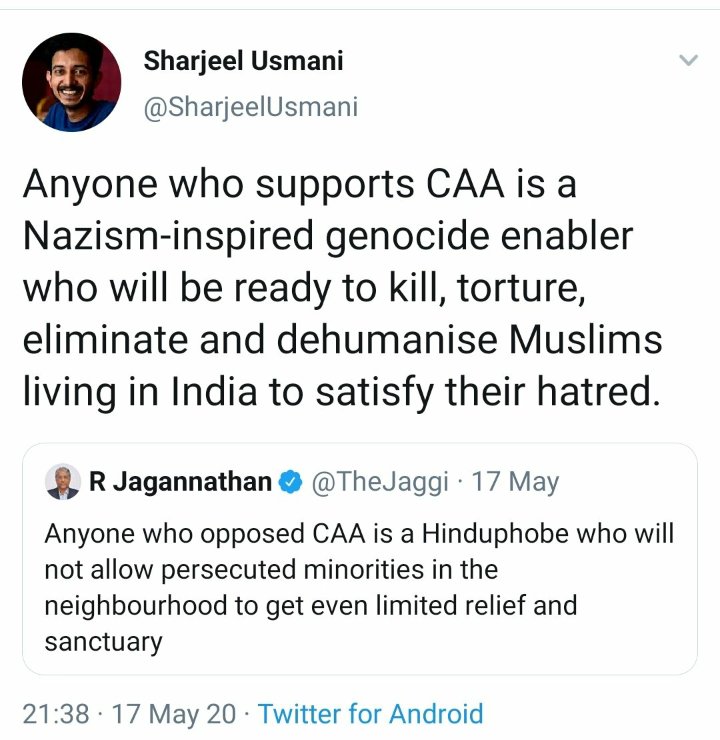 Sharjeel Usmani
@SharjeelUsmani
Anyone who supports CAA is a
Nazism-inspired genocide enabler
who will be ready to kill, torture,
eliminate and dehumanise Muslims
living in India to satisfy their hatred.
R Jagannathan @TheJaggi · 17 May
Anyone who opposed CAA is a Hinduphobe who will
not allow persecuted minorities in the
neighbourhood to get even limited relief and
sanctuary
21:38 · 17 May 20 · Twitter for Android